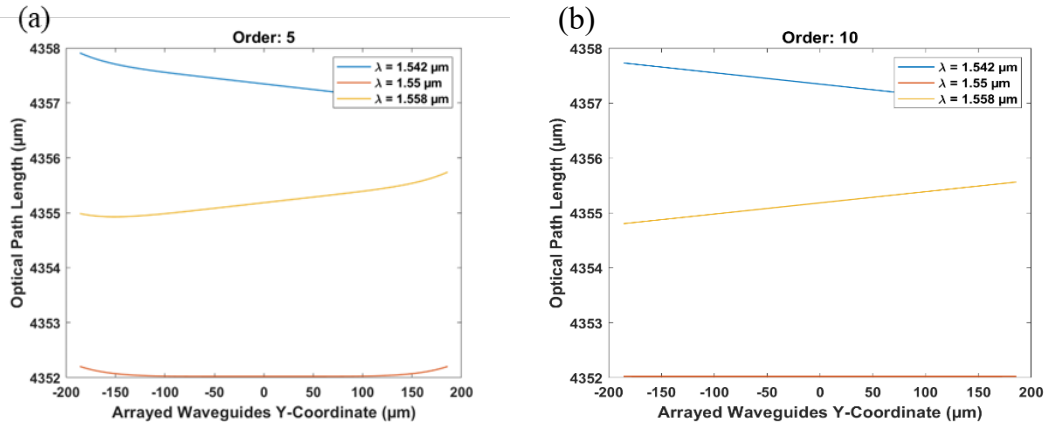 (a)
Order: 5
4358
4357
4356
4355
4354
4353
4352
Optical Path Length (μm)
λ = 1.542 μm
λ = 1.55 μm
λ = 1.558 μm
-200 -150 -100 -50 0 50 100 150 200
Arrayed Waveguides Y-Coordinate (μm)
(b)
Order: 10
4358
4357
4356
4355
4354
4353
4352
Optical Path Length (μm)
λ = 1.542 μm
λ = 1.55 μm
λ = 1.558 μm
-200 -150 -100 -50 0 50 100 150 200
Arrayed Waveguides Y-Coordinate (μm)